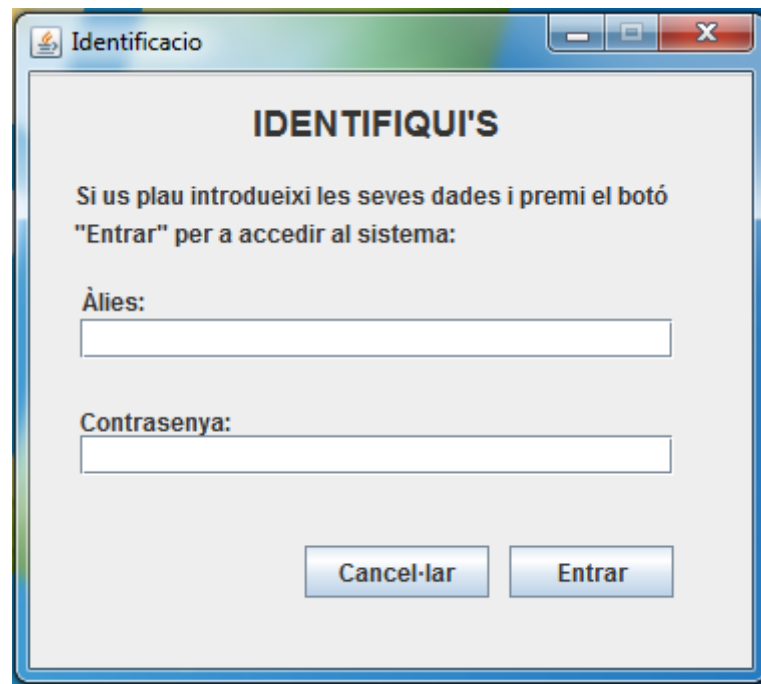 Identificacio
IDENTIFIQUI'S
Si us plau introdueixi les seves dades i premi el botó
"Entrar" per a accedir al sistema:
Àlies:
Contrasenya:
Cancel·lar Entrar